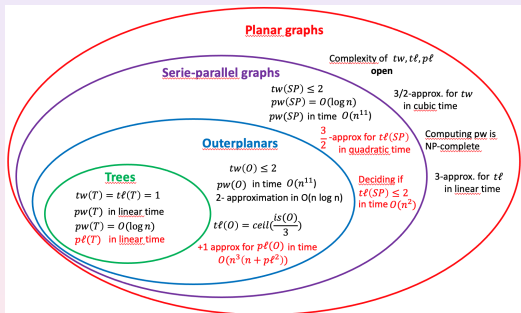 Planar graphs
Complexity of tw, tℓ, pℓ
open
Serie-parallel graphs
tw(SP) ≤ 2
pw(SP) = O(log n)
pw(SP) in time O(n¹¹)
3/2-approx. for tw
in cubic time
3/2-approx for tℓ(SP)
in quadratic time
Computing pw is
NP-complete
Outerplanars
tw(O) ≤ 2
pw(O) in time O(n¹¹)
2- approximation in O(n log n)
tℓ(O) = ceil(is(O)/3)
+1 approx for pℓ(O) in time
O(n³(n + pℓ²))
Deciding if
tℓ(SP) ≤ 2
in time O(n²)
3-approx. for tℓ
in linear time
Trees
tw(T) = tℓ(T) = 1
pw(T) in linear time
pw(T) = O(log n)
pℓ(T) in linear time